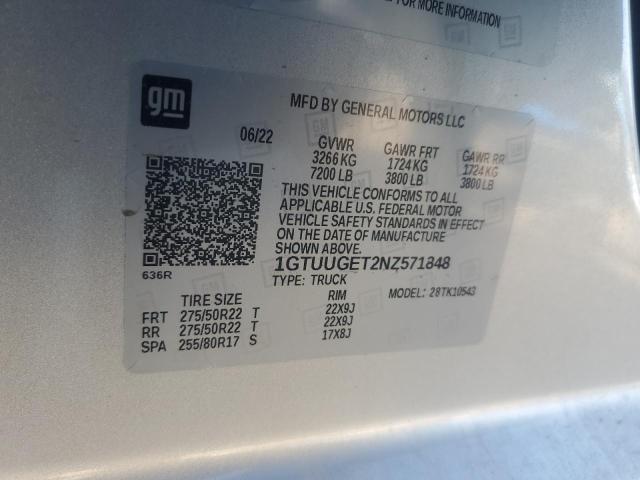 FOR MORE INFORMATION
gm
MFD BY GENERAL MOTORS LLC
06/22 GVWR GAWR FRT GAWR RR
3266 KG 1724 KG 1724 KG
7200 LB 3800 LB 3800 LB
THIS VEHICLE CONFORMS TO ALL
APPLICABLE U.S. FEDERAL MOTOR
VEHICLE SAFETY STANDARDS IN EFFECT
ON THE DATE OF MANUFACTURE
SHOWN ABOVE.
636R
1GTUUGET2NZ571848
TYPE: TRUCK MODEL: 28TK10543
TIRE SIZE RIM
FRT 275/50R22 T 22X9J
RR 275/50R22 T 22X9J
SPA 255/80R17 S 17X8J